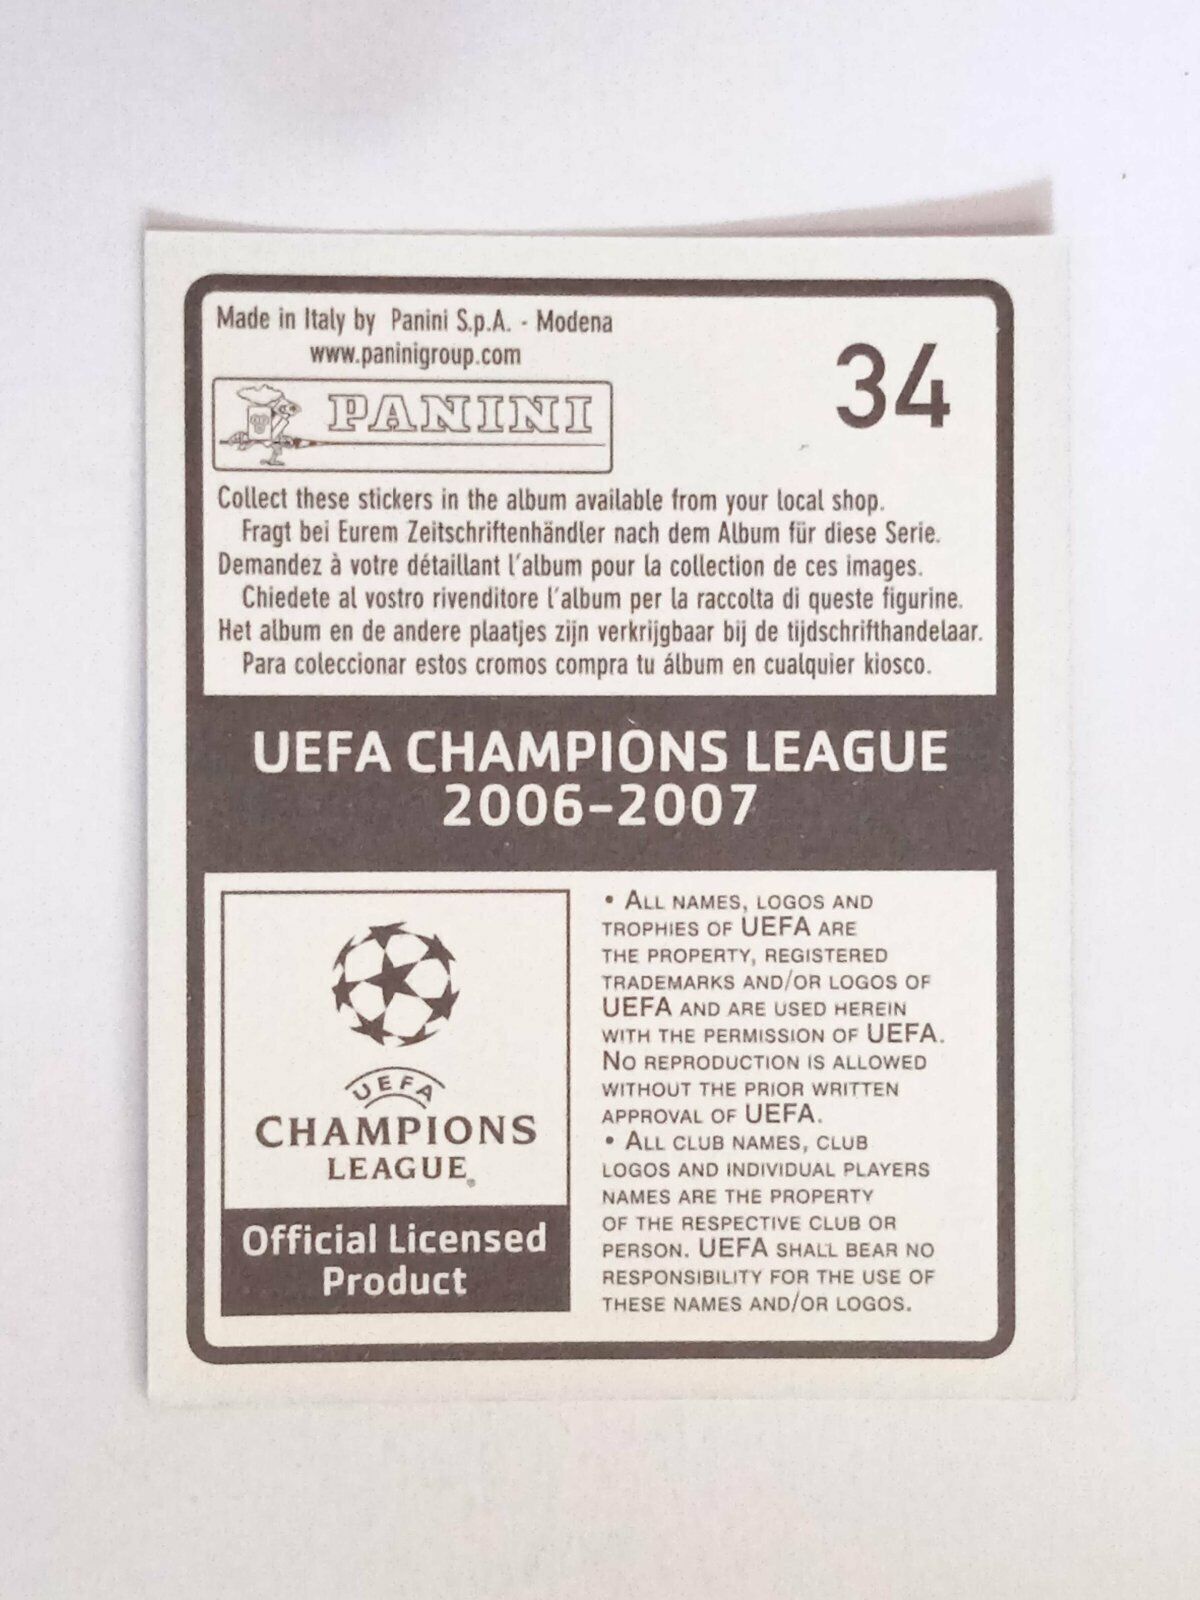 Made in Italy by Panini S.p.A. - Modena
www.paninigroup.com
34
PANINI
Collect these stickers in the album available from your local shop.
Fragt bei Eurem Zeitschriftenhändler nach dem Album für diese Serie.
Demandez à votre détaillant l'album pour la collection de ces images.
Chiedete al vostro rivenditore l'album per la raccolta di queste figurine.
Het album en de andere plaatjes zijn verkrijgbaar bij de tijdschrifthandelaar.
Para coleccionar estos cromos compra tu álbum en cualquier kiosco.
UEFA CHAMPIONS LEAGUE
2006-2007
UEFA
CHAMPIONS
LEAGUE
Official Licensed
Product
• ALL NAMES, LOGOS AND
TROPHIES OF UEFA ARE
THE PROPERTY, REGISTERED
TRADEMARKS AND/OR LOGOS OF
UEFA AND ARE USED HEREIN
WITH THE PERMISSION OF UEFA.
NO REPRODUCTION IS ALLOWED
WITHOUT THE PRIOR WRITTEN
APPROVAL OF UEFA.
• ALL CLUB NAMES, CLUB
LOGOS AND INDIVIDUAL PLAYERS
NAMES ARE THE PROPERTY
OF THE RESPECTIVE CLUB OR
PERSON. UEFA SHALL BEAR NO
RESPONSIBILITY FOR THE USE OF
THESE NAMES AND/OR LOGOS.